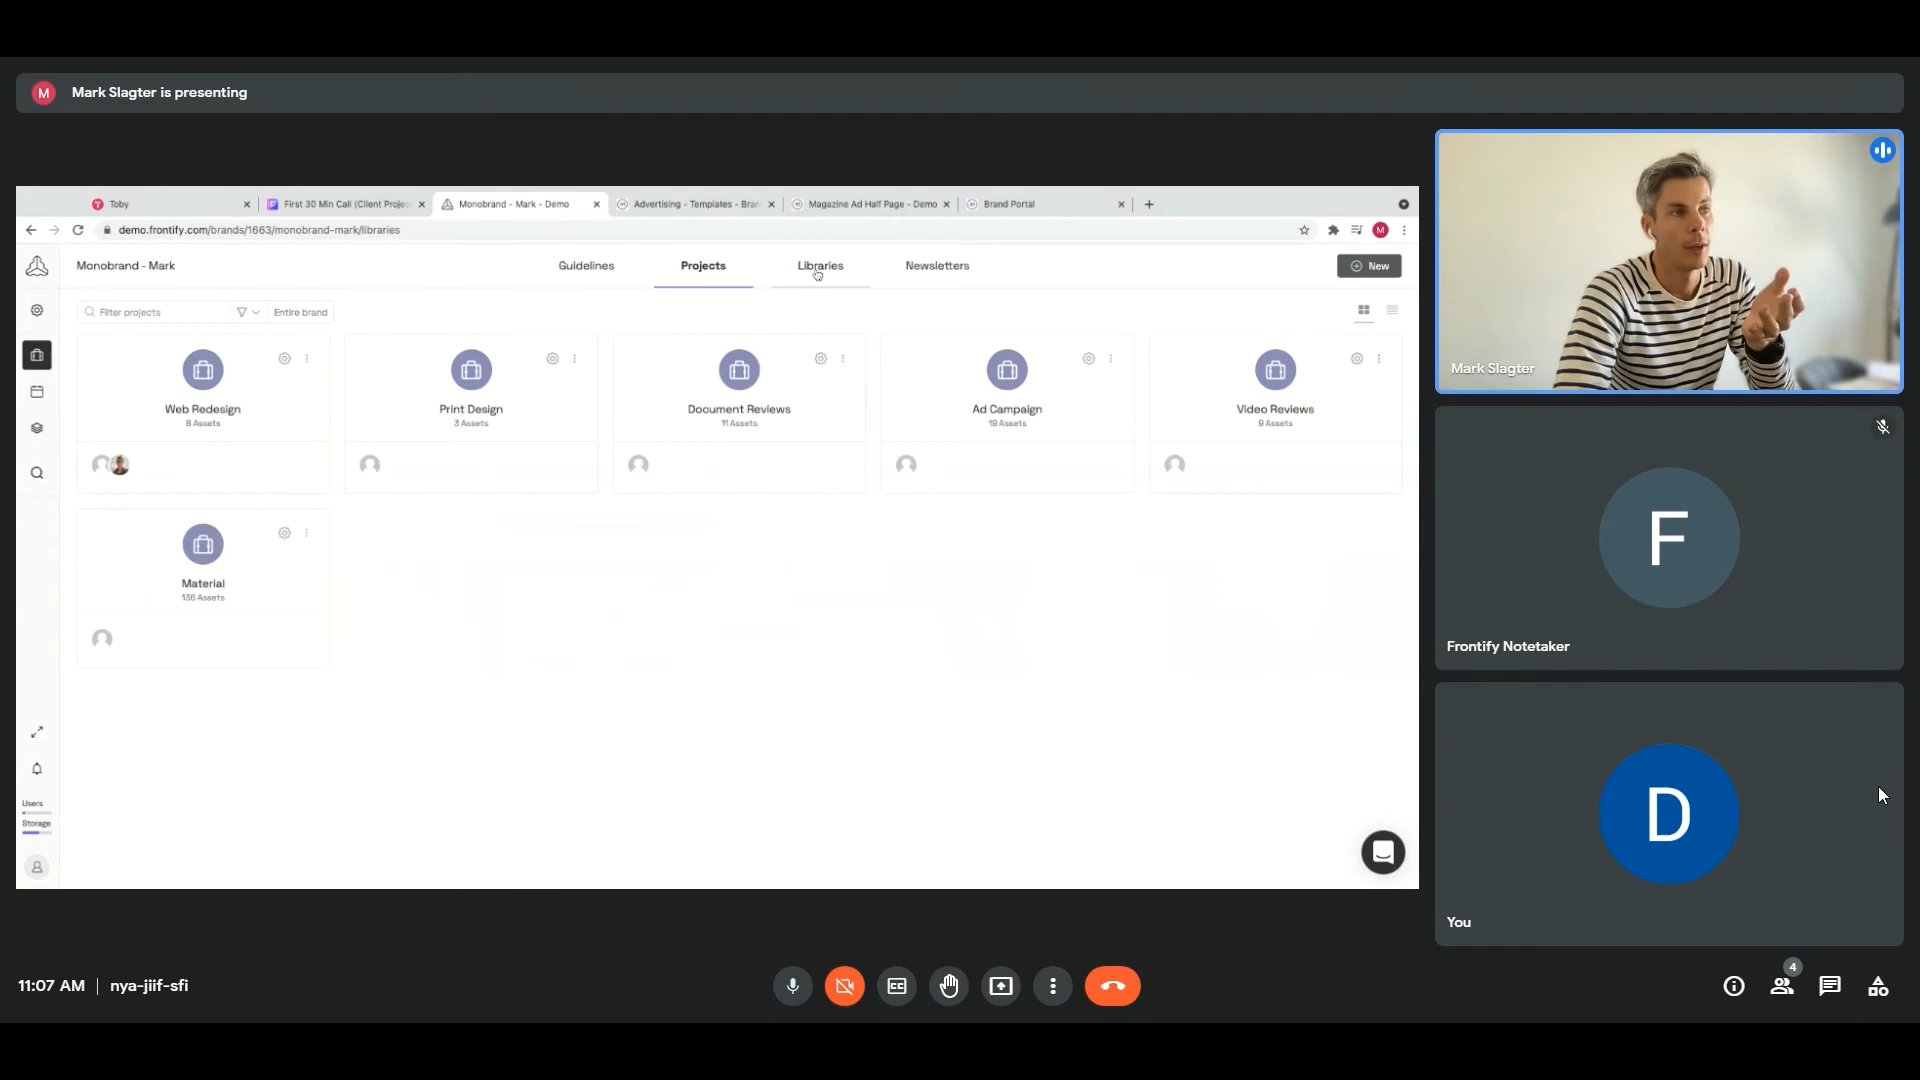 M Mark Slagter is presenting
Toby
First 30 Min Call (Client Projec
Monobrand - Mark - Demo
Advertising - Templates - Bran
Magazine Ad Half Page - Demo
Brand Portal
demo.frontify.com/brands/1663/monobrand-mark/libraries
M
Monobrand - Mark
Guidelines
Projects
Libraries
Newsletters
New
Filter projects
Entire brand
Web Redesign
8 Assets
Print Design
3 Assets
Document Reviews
11 Assets
Ad Campaign
19 Assets
Video Reviews
9 Assets
Material
136 Assets
Users
Storage
Mark Slagter
F
Frontify Notetaker
D
You
11:07 AM | nya-jiif-sfi
4